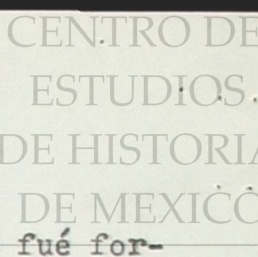 CENTRO DE
ESTUDIOS
DE HISTORIA
DE MEXICO
fué for-